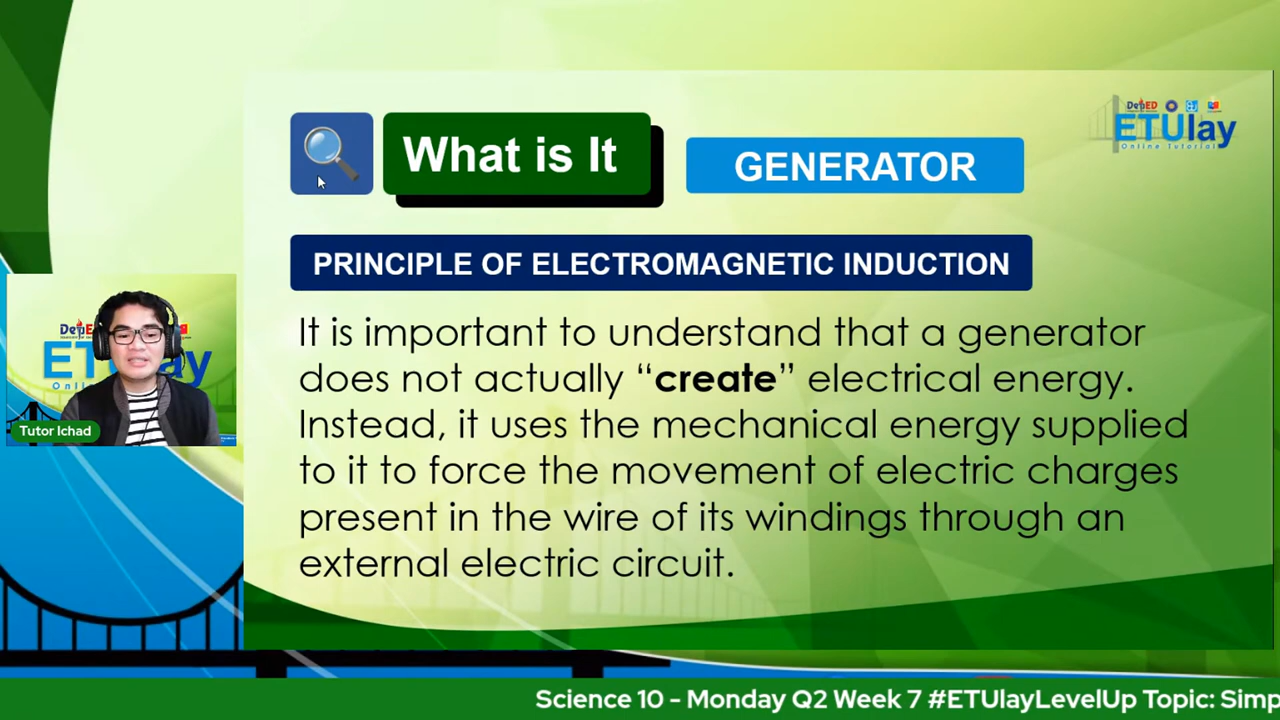 What is It
GENERATOR
DepED
ETUlay
Online Tutorial
PRINCIPLE OF ELECTROMAGNETIC INDUCTION
It is important to understand that a generator
does not actually “create” electrical energy.
Instead, it uses the mechanical energy supplied
to it to force the movement of electric charges
present in the wire of its windings through an
external electric circuit.
Tutor Ichad
Science 10 - Monday Q2 Week 7 #ETUlayLevelUp Topic: Simp